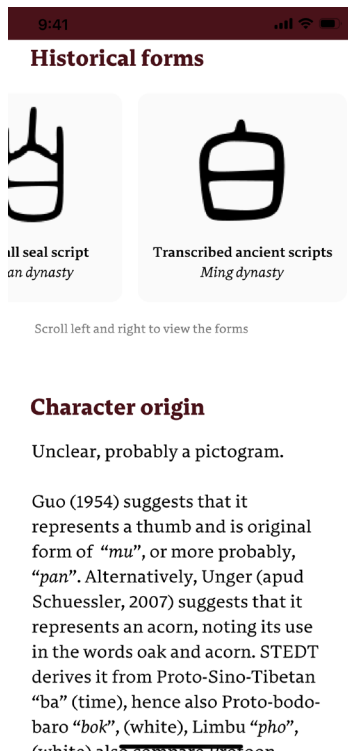 9:41
Historical forms
all seal script
an dynasty
Transcribed ancient scripts
Ming dynasty
Scroll left and right to view the forms
Character origin
Unclear, probably a pictogram.
Guo (1954) suggests that it
represents a thumb and is original
form of “mu”, or more probably,
“pan”. Alternatively, Unger (apud
Schuessler, 2007) suggests that it
represents an acorn, noting its use
in the words oak and acorn. STEDT
derives it from Proto-Sino-Tibetan
“ba” (time), hence also Proto-bodo-
baro “bok”, (white), Limbu “pho”,
(white) also compare